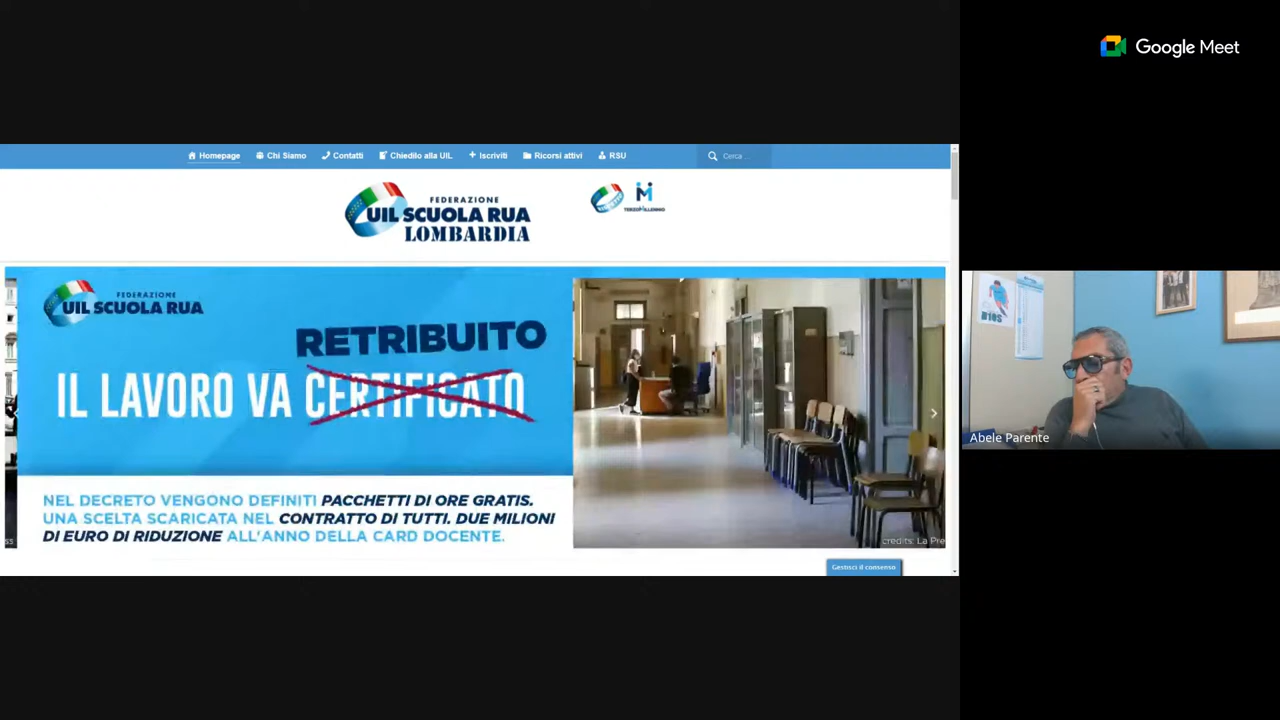 Google Meet
Homepage Chi Siamo Contatti Chiedilo alla UIL Iscriviti Ricorsi attivi RSU Cerca ...
FEDERAZIONE
UIL SCUOLA RUA
LOMBARDIA
TERZO MILLENNIO
FEDERAZIONE
UIL SCUOLA RUA
RETRIBUITO
IL LAVORO VA CERTIFICATO
NEL DECRETO VENGONO DEFINITI PACCHETTI DI ORE GRATIS.
UNA SCELTA SCARICATA NEL CONTRATTO DI TUTTI. DUE MILIONI
DI EURO DI RIDUZIONE ALL'ANNO DELLA CARD DOCENTE.
ss
credits: La Pre
Gestisci il consenso
Abele Parente